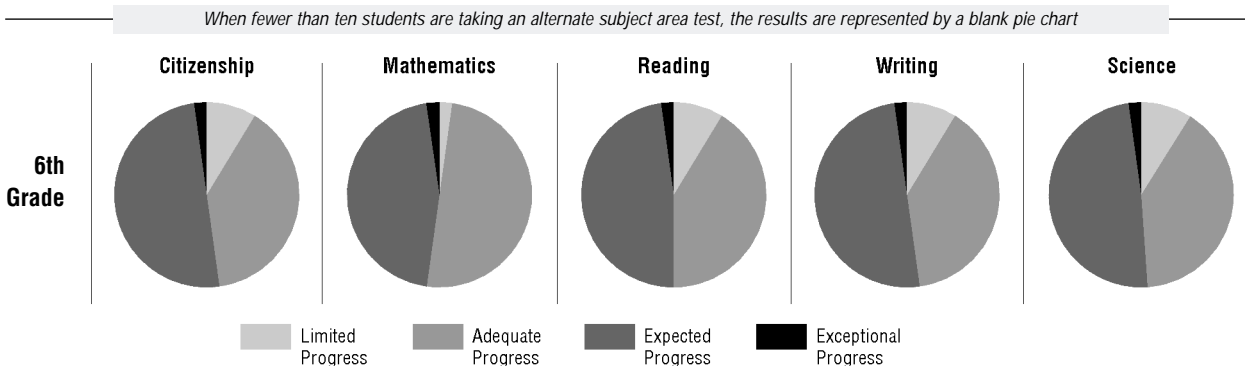 When fewer than ten students are taking an alternate subject area test, the results are represented by a blank pie chart
Citizenship
Mathematics
Reading
Writing
Science
6th
Grade
Limited
Progress
Adequate
Progress
Expected
Progress
Exceptional
Progress